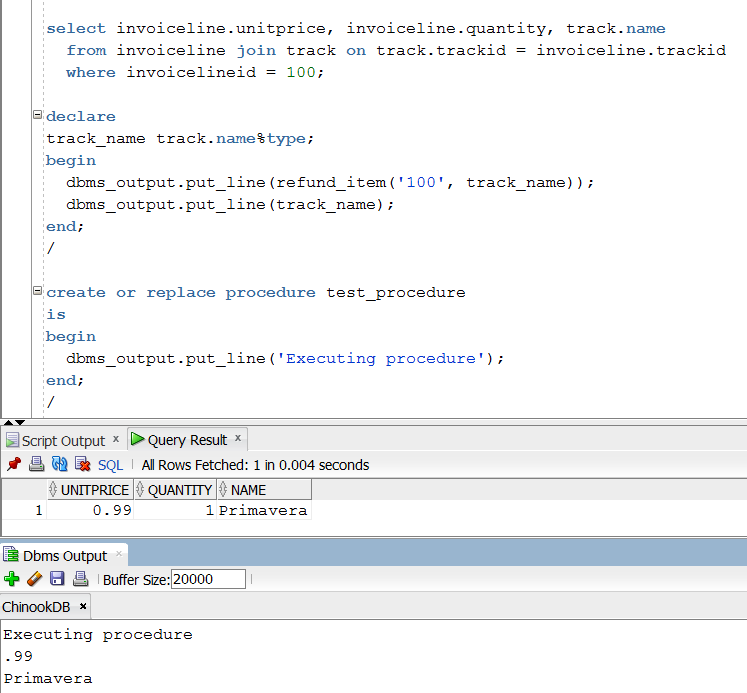 select invoiceline.unitprice, invoiceline.quantity, track.name
from invoiceline join track on track.trackid = invoiceline.trackid
where invoicelineid = 100;
declare
track_name track.name%type;
begin
dbms_output.put_line(refund_item('100', track_name));
dbms_output.put_line(track_name);
end;
/
create or replace procedure test_procedure
is
begin
dbms_output.put_line('Executing procedure');
end;
/
Script Output x Query Result x
SQL | All Rows Fetched: 1 in 0.004 seconds
UNITPRICE QUANTITY NAME
1 0.99 1 Primavera
Dbms Output x
Buffer Size: 20000
ChinookDB x
Executing procedure
.99
Primavera